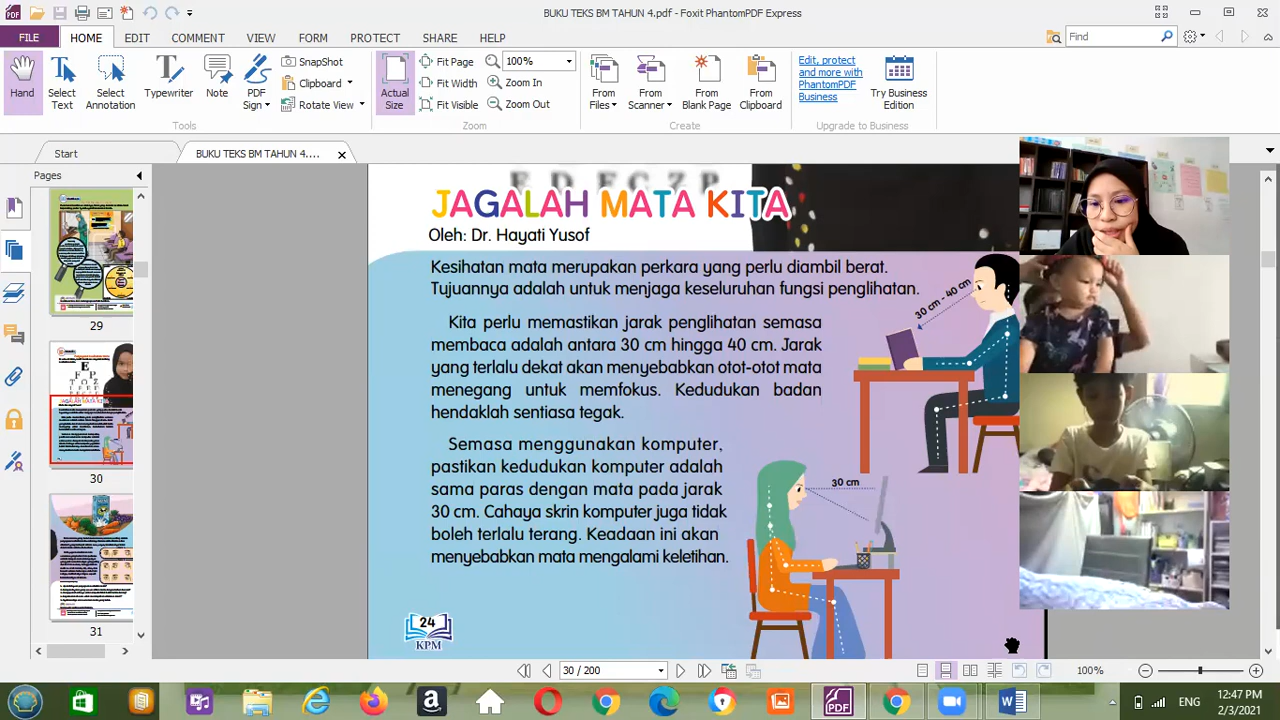 BUKU TEKS BM TAHUN 4.pdf - Foxit PhantomPDF Express
FILE HOME EDIT COMMENT VIEW FORM PROTECT SHARE HELP
Find
Hand
Select Text
Select Annotation
Typewriter
Note
PDF Sign
SnapShot
Clipboard
Rotate View
Tools
Actual Size
Fit Page
Fit Width
Fit Visible
100%
Zoom In
Zoom Out
Zoom
From Files
From Scanner
From Blank Page
From Clipboard
Create
Edit, protect
and more with
PhantomPDF
Business
Try Business Edition
Upgrade to Business
Start
BUKU TEKS BM TAHUN 4....
Pages
29
30
31
JAGALAH MATA KITA
Oleh: Dr. Hayati Yusof
Kesihatan mata merupakan perkara yang perlu diambil berat.
Tujuannya adalah untuk menjaga keseluruhan fungsi penglihatan.
Kita perlu memastikan jarak penglihatan semasa
membaca adalah antara 30 cm hingga 40 cm. Jarak
yang terlalu dekat akan menyebabkan otot-otot mata
menegang untuk memfokus. Kedudukan badan
hendaklah sentiasa tegak.
30 cm - 40 cm
Semasa menggunakan komputer,
pastikan kedudukan komputer adalah
sama paras dengan mata pada jarak
30 cm. Cahaya skrin komputer juga tidak
boleh terlalu terang. Keadaan ini akan
menyebabkan mata mengalami keletihan.
30 cm
24
KPM
30 / 200
100%
ENG
12:47 PM
2/3/2021